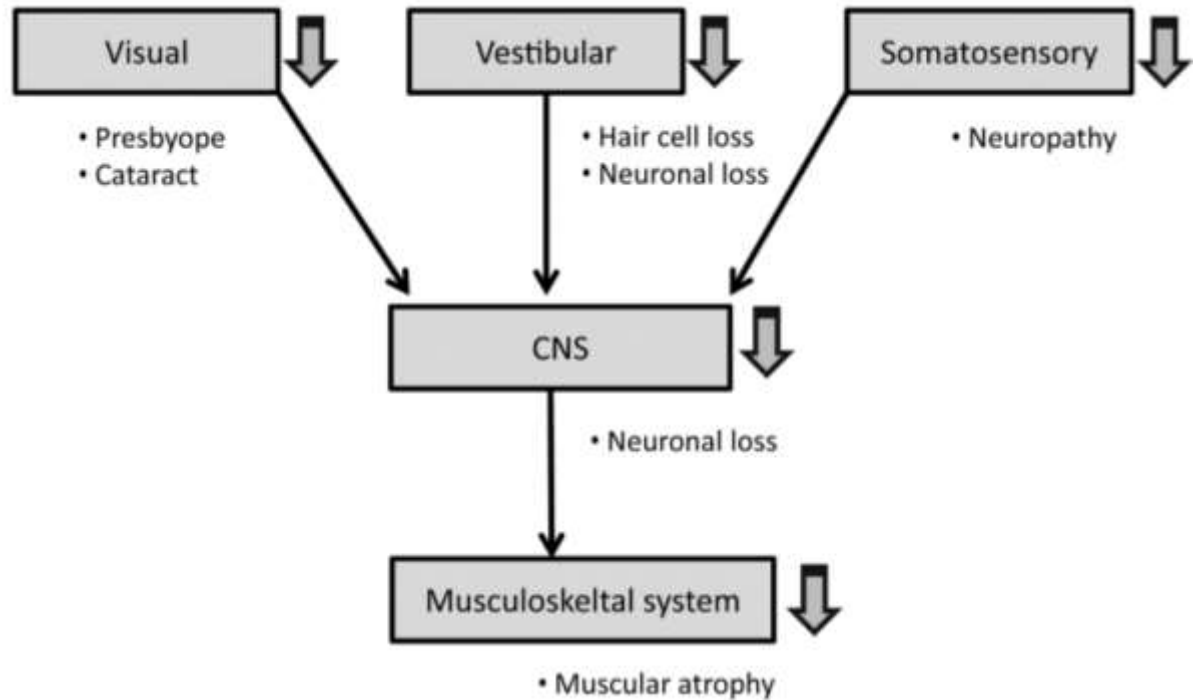 Visual
Vestibular
Somatosensory
• Presbyope
• Cataract
• Hair cell loss
• Neuronal loss
• Neuropathy
CNS
• Neuronal loss
Musculoskeltal system
• Muscular atrophy